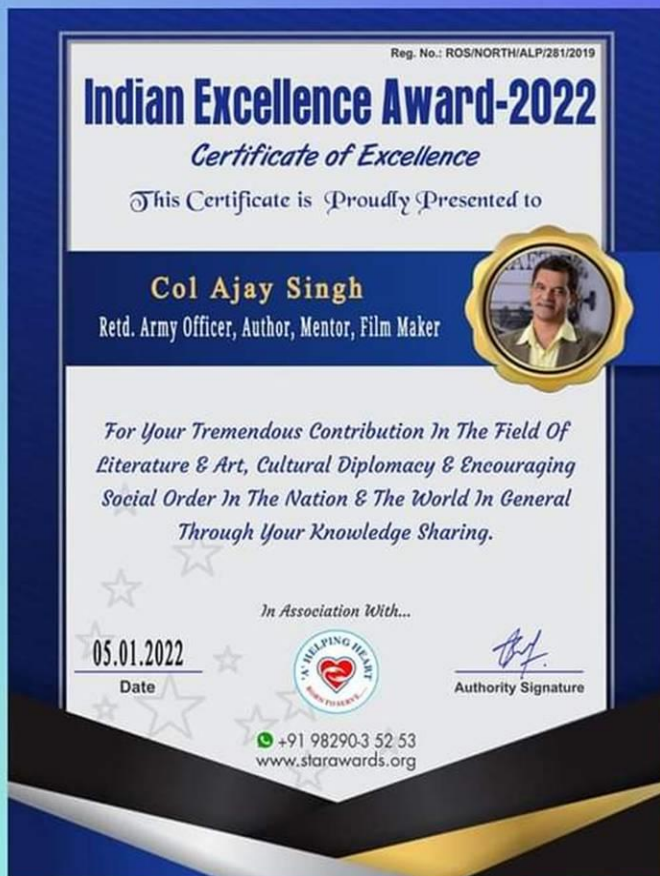 Reg. No.: ROS/NORTH/ALP/281/2019
Indian Excellence Award-2022
Certificate of Excellence
This Certificate is Proudly Presented to
Col Ajay Singh
Retd. Army Officer, Author, Mentor, Film Maker
For Your Tremendous Contribution In The Field Of
Literature & Art, Cultural Diplomacy & Encouraging
Social Order In The Nation & The World In General
Through Your Knowledge Sharing.
In Association With...
'A' HELPING HEART
BORN TO SERVE....
05.01.2022
Date
Authority Signature
+91 98290-3 52 53
www.starawards.org